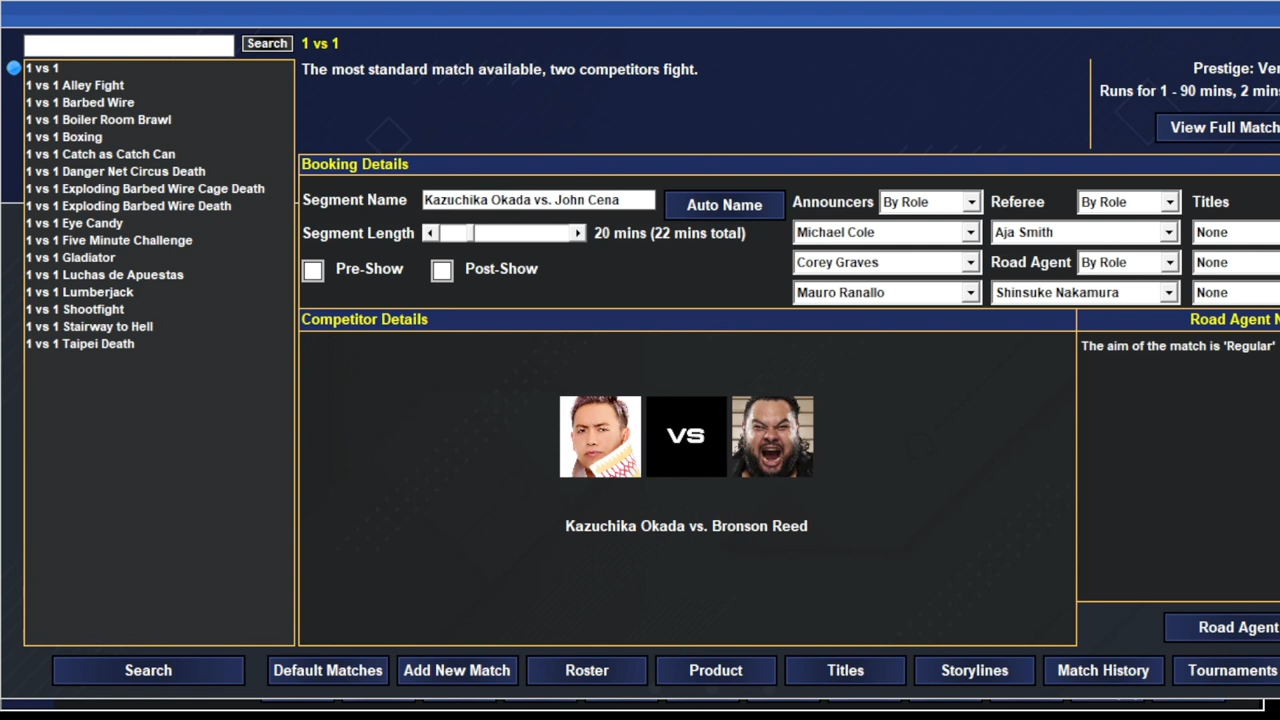 Search 1 vs 1
1 vs 1
1 vs 1 Alley Fight
1 vs 1 Barbed Wire
1 vs 1 Boiler Room Brawl
1 vs 1 Boxing
1 vs 1 Catch as Catch Can
1 vs 1 Danger Net Circus Death
1 vs 1 Exploding Barbed Wire Cage Death
1 vs 1 Exploding Barbed Wire Death
1 vs 1 Eye Candy
1 vs 1 Five Minute Challenge
1 vs 1 Gladiator
1 vs 1 Luchas de Apuestas
1 vs 1 Lumberjack
1 vs 1 Shootfight
1 vs 1 Stairway to Hell
1 vs 1 Taipei Death
The most standard match available, two competitors fight.
Prestige: Ver
Runs for 1 - 90 mins, 2 mins
View Full Match
Booking Details
Segment Name Kazuchika Okada vs. John Cena Auto Name
Segment Length 20 mins (22 mins total)
Pre-Show Post-Show
Announcers By Role Referee By Role Titles
Michael Cole Aja Smith None
Corey Graves Road Agent By Role None
Mauro Ranallo Shinsuke Nakamura None
Competitor Details
Road Agent N
The aim of the match is 'Regular'
VS
Kazuchika Okada vs. Bronson Reed
Road Agent
Search Default Matches Add New Match Roster Product Titles Storylines Match History Tournaments